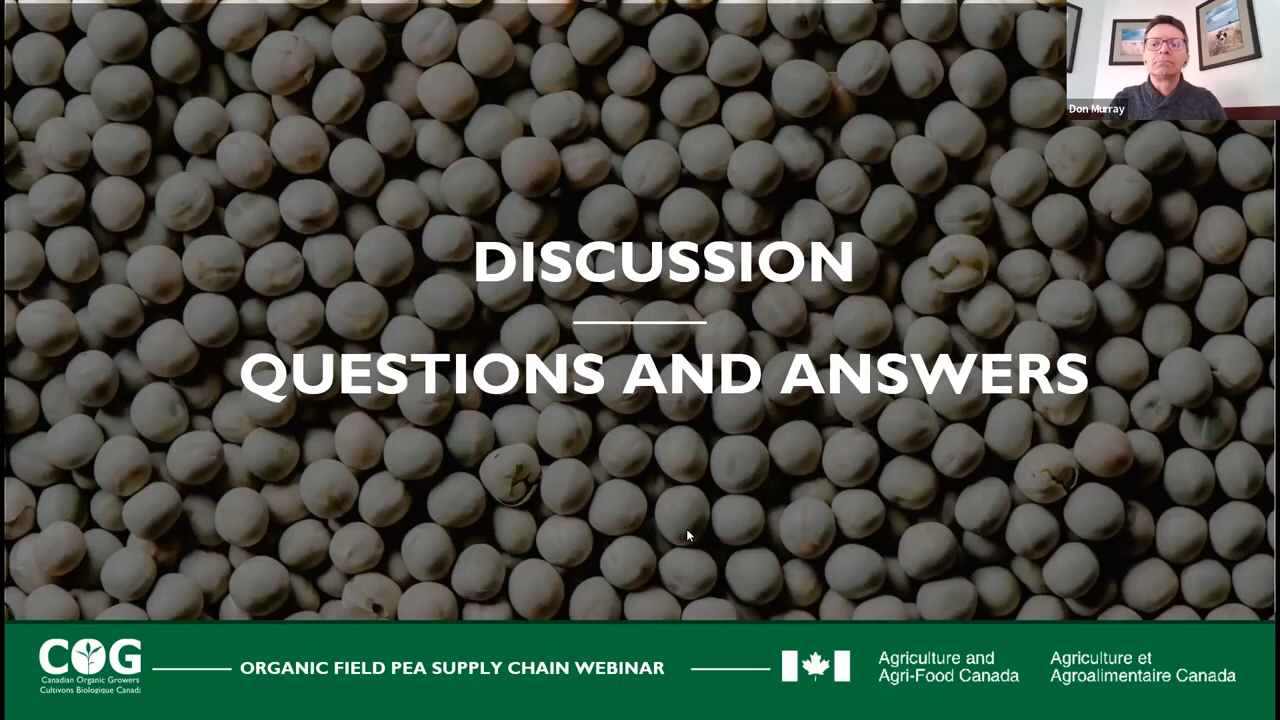 Don Murray
DISCUSSION
QUESTIONS AND ANSWERS
COG
Canadian Organic Growers
Cultivons Biologique Canada
ORGANIC FIELD PEA SUPPLY CHAIN WEBINAR
Agriculture and
Agri-Food Canada
Agriculture et
Agroalimentaire Canada